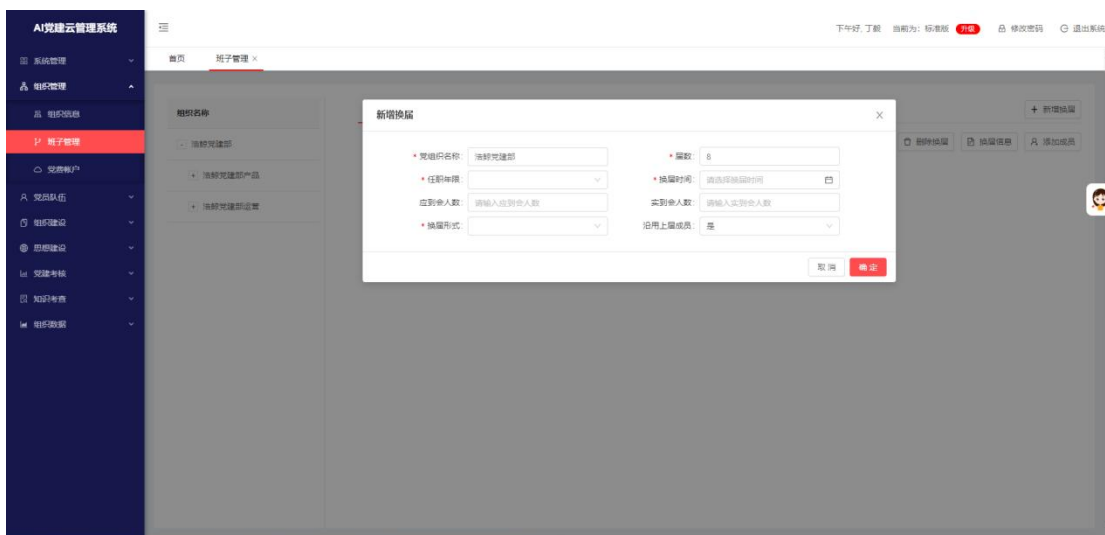 AI党建云管理系统
下午好, 丁毅 当前为: 标准版 升级 修改密码 退出系统
系统管理
首页 班子管理 ×
组织管理
组织信息
班子管理
党费帐户
党员队伍
组织建设
思想建设
党建考核
知识考查
组织数据
组织名称
浩鲸党建部
浩鲸党建部产品
浩鲸党建部运营
+ 新增换届
删除换届 换届信息 添加成员
新增换届
* 党组织名称: 浩鲸党建部 * 届数: 8
* 任职年限: * 换届时间: 请选择换届时间
应到会人数: 请输入应到会人数 实到会人数: 请输入实到会人数
* 换届形式: 沿用上届成员: 是
取消 确定